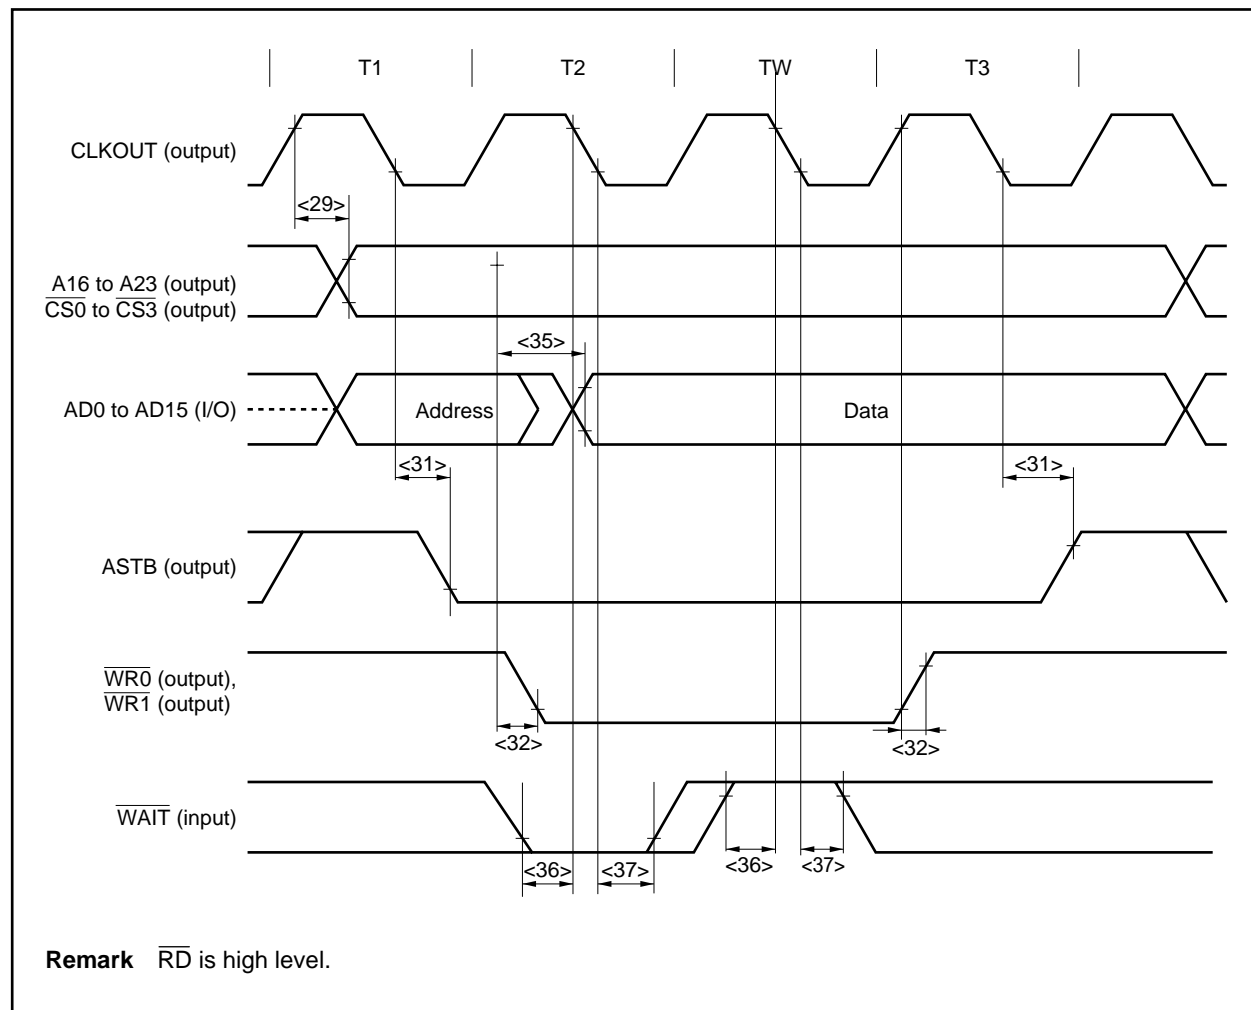 T1 T2 TW T3
CLKOUT (output)
<29>
A16 to A23 (output)
CS0 to CS3 (output)
<35>
AD0 to AD15 (I/O) Address Data
<31> <31>
ASTB (output)
WR0 (output),
WR1 (output)
<32> <32>
WAIT (input)
<36> <37> <36> <37>
Remark RD is high level.